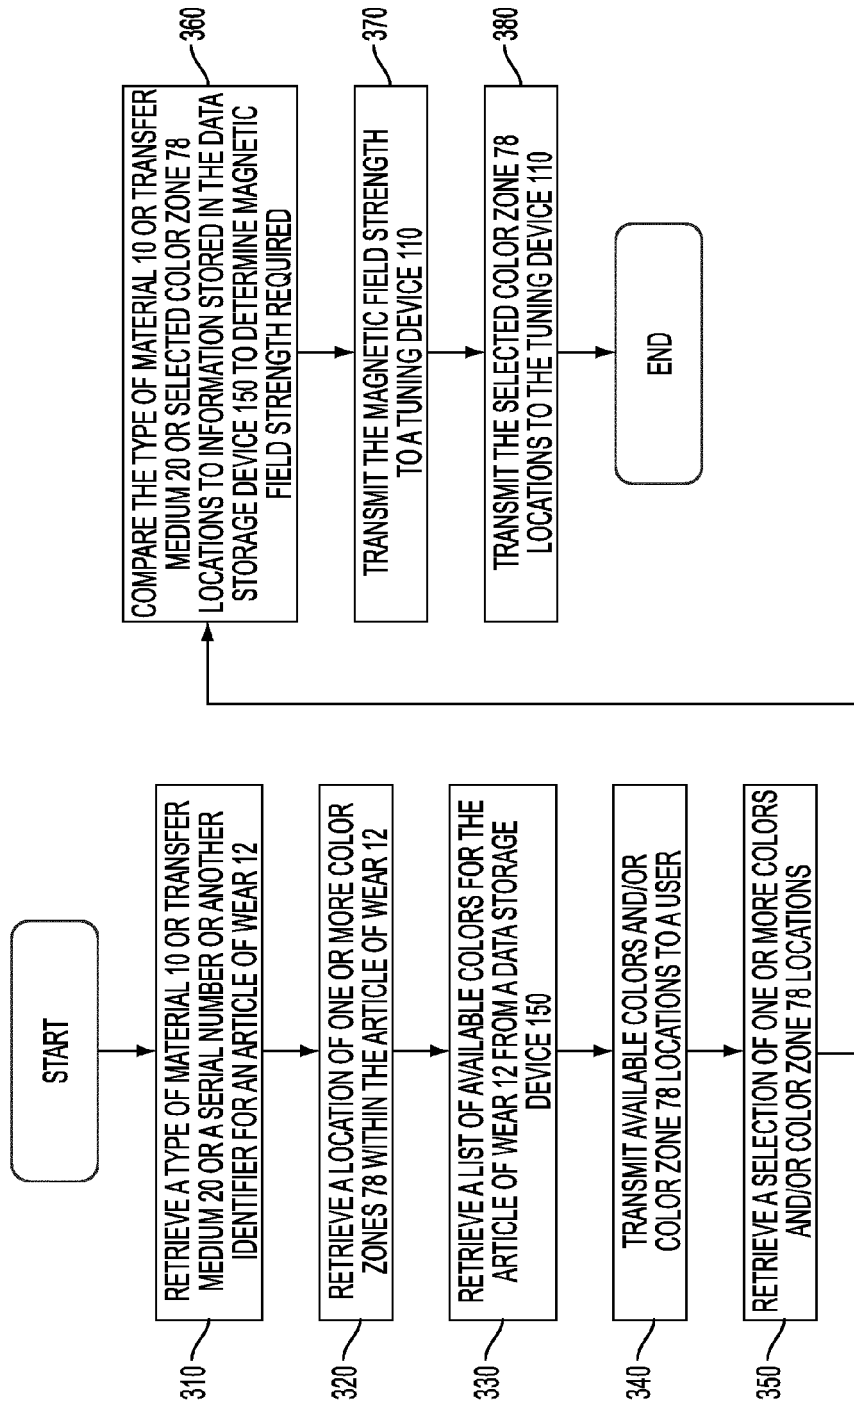 START
RETRIEVE A TYPE OF MATERIAL 10 OR TRANSFER
MEDIUM 20 OR A SERIAL NUMBER OR ANOTHER
IDENTIFIER FOR AN ARTICLE OF WEAR 12
310
RETRIEVE A LOCATION OF ONE OR MORE COLOR
ZONES 78 WITHIN THE ARTICLE OF WEAR 12
320
RETRIEVE A LIST OF AVAILABLE COLORS FOR THE
ARTICLE OF WEAR 12 FROM A DATA STORAGE
DEVICE 150
330
TRANSMIT AVAILABLE COLORS AND/OR
COLOR ZONE 78 LOCATIONS TO A USER
340
RETRIEVE A SELECTION OF ONE OR MORE COLORS
AND/OR COLOR ZONE 78 LOCATIONS
350
COMPARE THE TYPE OF MATERIAL 10 OR TRANSFER
MEDIUM 20 OR SELECTED COLOR ZONE 78
LOCATIONS TO INFORMATION STORED IN THE DATA
STORAGE DEVICE 150 TO DETERMINE MAGNETIC
FIELD STRENGTH REQUIRED
360
TRANSMIT THE MAGNETIC FIELD STRENGTH
TO A TUNING DEVICE 110
370
TRANSMIT THE SELECTED COLOR ZONE 78
LOCATIONS TO THE TUNING DEVICE 110
380
END